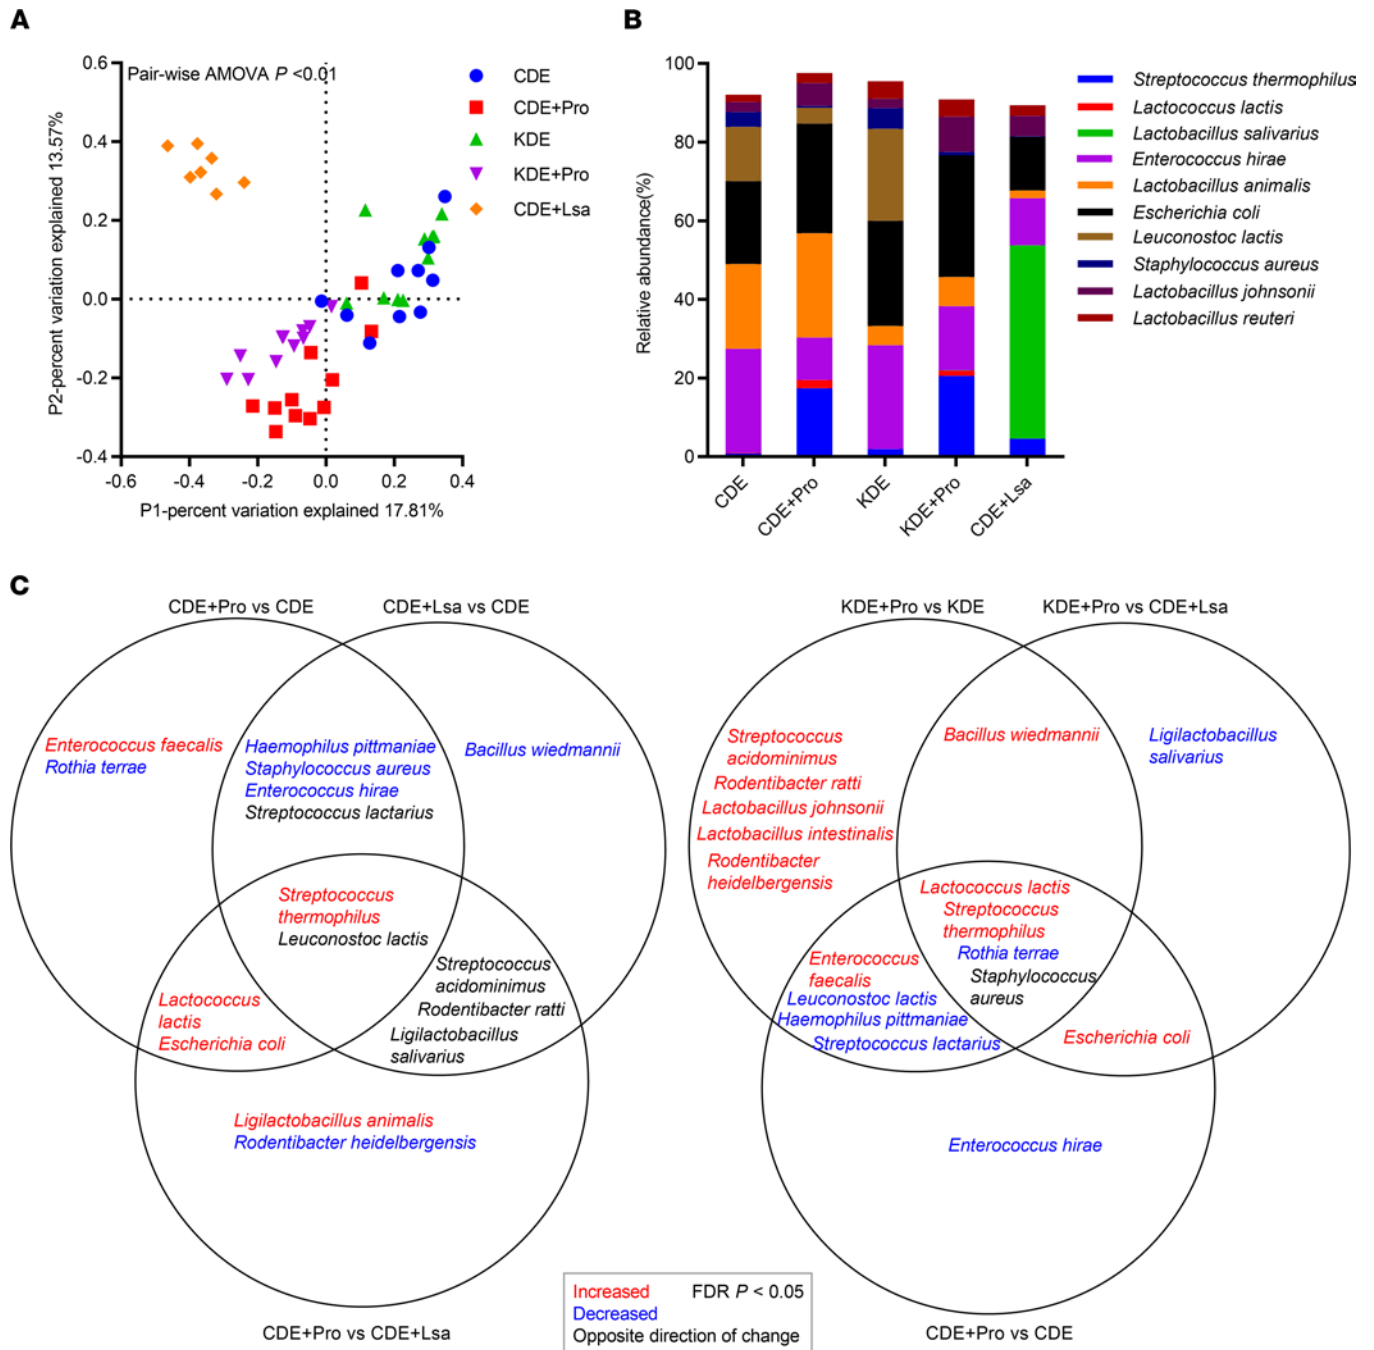 A
Pair-wise AMOVA P <0.01
P2-percent variation explained 13.57%
0.6
0.4
0.2
0.0
-0.2
-0.4
-0.6
-0.4
-0.2
0.0
0.2
0.4
P1-percent variation explained 17.81%
CDE
CDE+Pro
KDE
KDE+Pro
CDE+Lsa
B
Relative abundance(%)
100
80
60
40
20
0
CDE
CDE+Pro
KDE
KDE+Pro
CDE+Lsa
Streptococcus thermophilus
Lactococcus lactis
Lactobacillus salivarius
Enterococcus hirae
Lactobacillus animalis
Escherichia coli
Leuconostoc lactis
Staphylococcus aureus
Lactobacillus johnsonii
Lactobacillus reuteri
C
CDE+Pro vs CDE
CDE+Lsa vs CDE
Enterococcus faecalis
Rothia terrae
Haemophilus pittmaniae
Staphylococcus aureus
Enterococcus hirae
Streptococcus lactarius
Bacillus wiedmannii
Streptococcus
thermophilus
Leuconostoc lactis
Streptococcus
acidominimus
Rodentibacter ratti
Ligilactobacillus
salivarius
Lactococcus
lactis
Escherichia coli
Ligilactobacillus animalis
Rodentibacter heidelbergensis
CDE+Pro vs CDE+Lsa
KDE+Pro vs KDE
KDE+Pro vs CDE+Lsa
Streptococcus
acidominimus
Rodentibacter ratti
Lactobacillus johnsonii
Lactobacillus intestinalis
Rodentibacter
heidelbergensis
Bacillus wiedmannii
Ligilactobacillus
salivarius
Lactococcus lactis
Streptococcus
thermophilus
Rothia terrae
Staphylococcus
aureus
Enterococcus
faecalis
Leuconostoc lactis
Haemophilus pittmaniae
Streptococcus lactarius
Escherichia coli
Enterococcus hirae
CDE+Pro vs CDE
Increased FDR P < 0.05
Decreased
Opposite direction of change